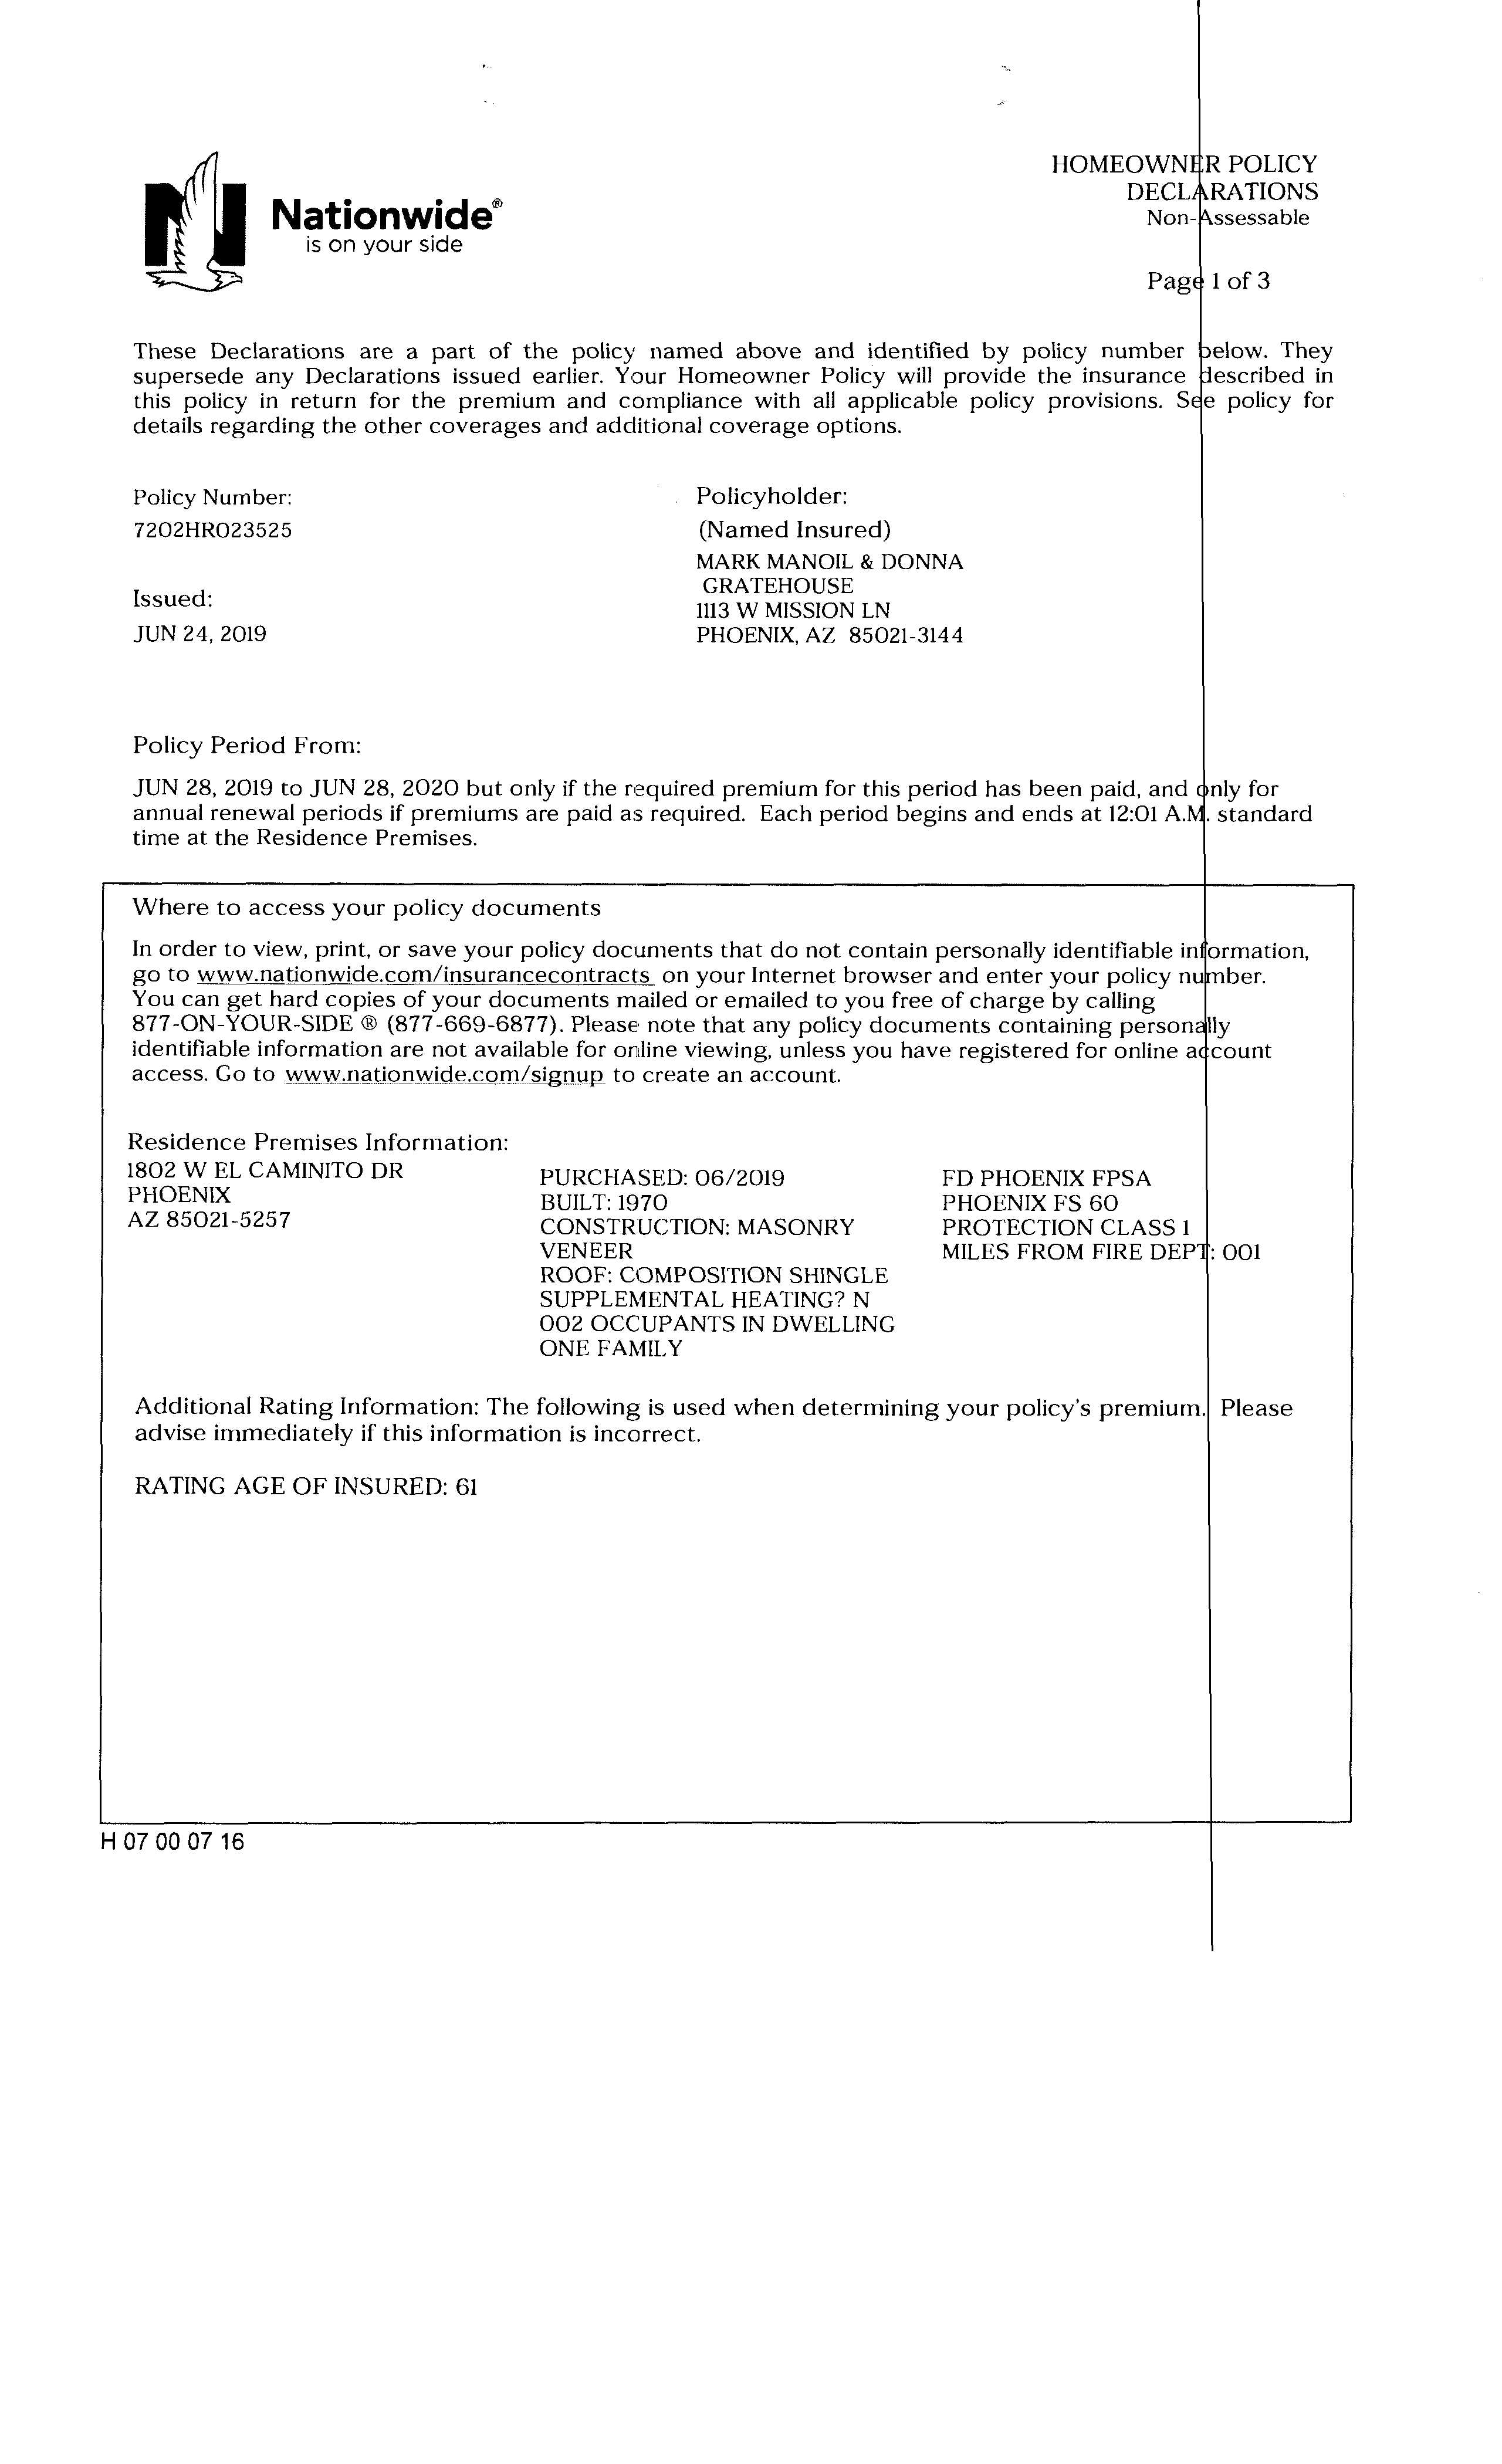 HOMEOWNER POLICY
DECLARATIONS
Non-Assessable
Nationwide®
is on your side
Page 1 of 3
These Declarations are a part of the policy named above and identified by policy number below. They
supersede any Declarations issued earlier. Your Homeowner Policy will provide the insurance described in
this policy in return for the premium and compliance with all applicable policy provisions. See policy for
details regarding the other coverages and additional coverage options.
Policy Number:
7202HR023525
Issued:
JUN 24, 2019
Policyholder:
(Named Insured)
MARK MANOIL & DONNA
GRATEHOUSE
1113 W MISSION LN
PHOENIX, AZ 85021-3144
Policy Period From:
JUN 28, 2019 to JUN 28, 2020 but only if the required premium for this period has been paid, and only for
annual renewal periods if premiums are paid as required. Each period begins and ends at 12:01 A.M. standard
time at the Residence Premises.
Where to access your policy documents
In order to view, print, or save your policy documents that do not contain personally identifiable information,
go to www.nationwide.com/insurancecontracts on your Internet browser and enter your policy number.
You can get hard copies of your documents mailed or emailed to you free of charge by calling
877-ON-YOUR-SIDE ® (877-669-6877). Please note that any policy documents containing personally
identifiable information are not available for online viewing, unless you have registered for online account
access. Go to www.nationwide.com/signup to create an account.
Residence Premises Information:
1802 W EL CAMINITO DR
PHOENIX
AZ 85021-5257
PURCHASED: 06/2019
BUILT: 1970
CONSTRUCTION: MASONRY
VENEER
ROOF: COMPOSITION SHINGLE
SUPPLEMENTAL HEATING? N
002 OCCUPANTS IN DWELLING
ONE FAMILY
FD PHOENIX FPSA
PHOENIX FS 60
PROTECTION CLASS 1
MILES FROM FIRE DEPT: 001
Additional Rating Information: The following is used when determining your policy's premium. Please
advise immediately if this information is incorrect.
RATING AGE OF INSURED: 61
H 07 00 07 16